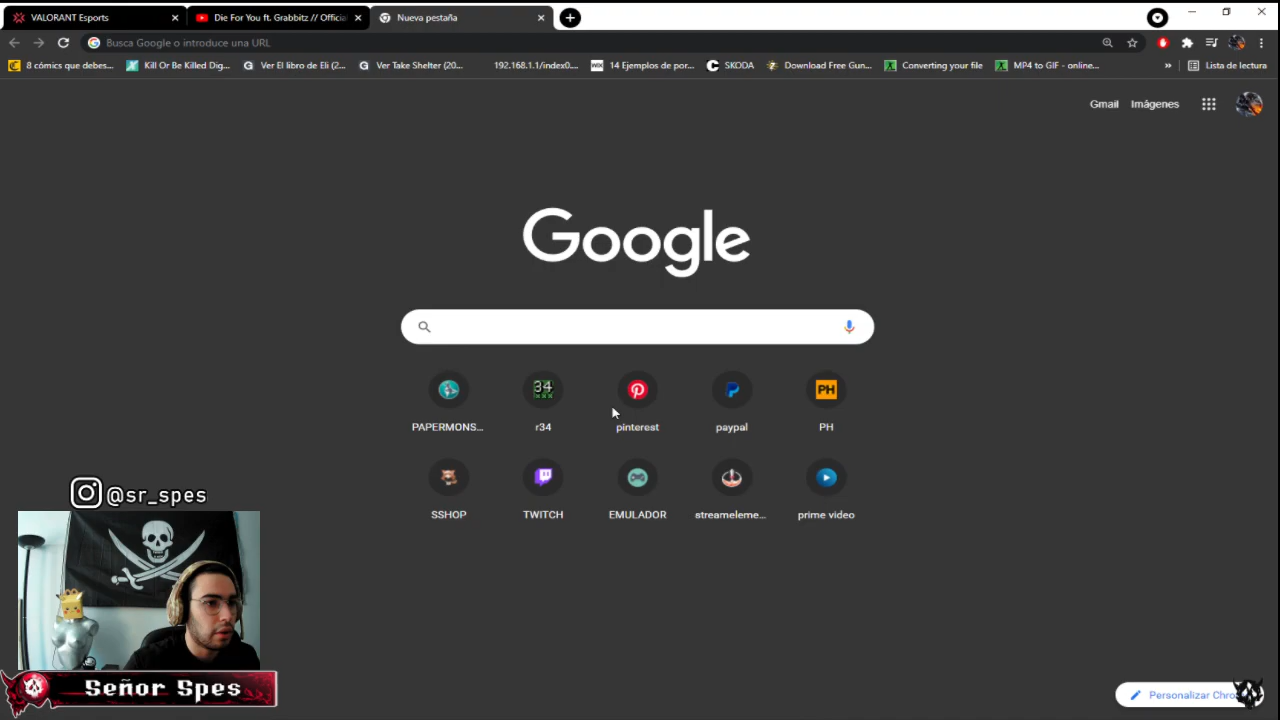 VALORANT Esports
Die For You ft. Grabbitz // Officia
Nueva pestaña
Busca Google o introduce una URL
8 cómics que debes...
Kill Or Be Killed Dig...
Ver El libro de Eli (2...
Ver Take Shelter (20...
192.168.1.1/index0....
14 Ejemplos de por...
SKODA
Download Free Gun...
Converting your file
MP4 to GIF - online...
»
Lista de lectura
Gmail
Imágenes
Google
34
PH
PAPERMONS...
r34
pinterest
paypal
PH
SSHOP
TWITCH
EMULADOR
streameleme...
prime video
@sr_spes
Señor Spes
Personalizar Chro